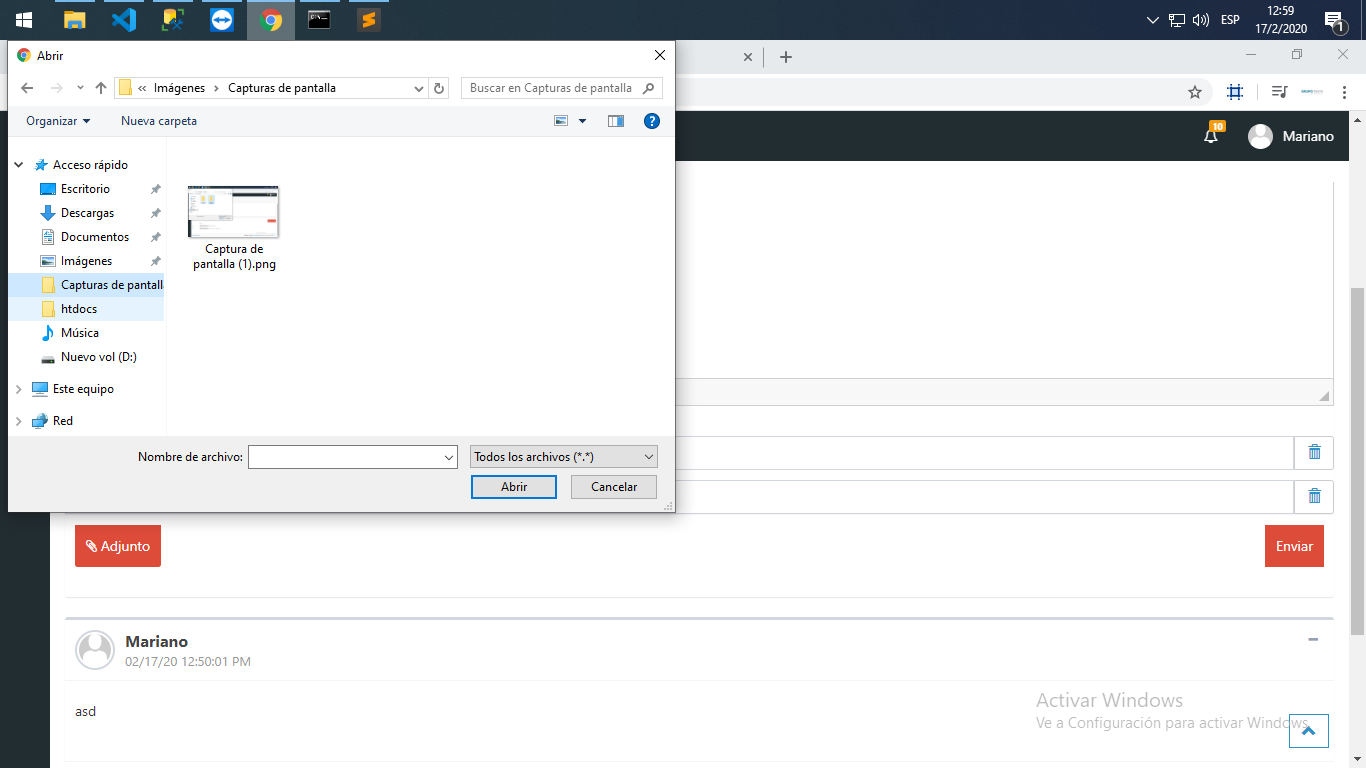 ESP
12:59
17/2/2020
1
Abrir
« Imágenes > Capturas de pantalla
Buscar en Capturas de pantalla
Organizar
Nueva carpeta
?
10
Mariano
Acceso rápido
Escritorio
Descargas
Documentos
Imágenes
Capturas de pantall
htdocs
Música
Nuevo vol (D:)
Este equipo
Red
Captura de
pantalla (1).png
Nombre de archivo:
Todos los archivos (*.*)
Abrir
Cancelar
Adjunto
Enviar
Mariano
02/17/20 12:50:01 PM
asd
Activar Windows
Ve a Configuración para activar Windows.